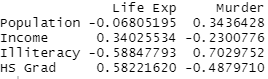 Life Exp Murder
Population -0.06805195 0.3436428
Income 0.34025534 -0.2300776
Illiteracy -0.58847793 0.7029752
HS Grad 0.58221620 -0.4879710